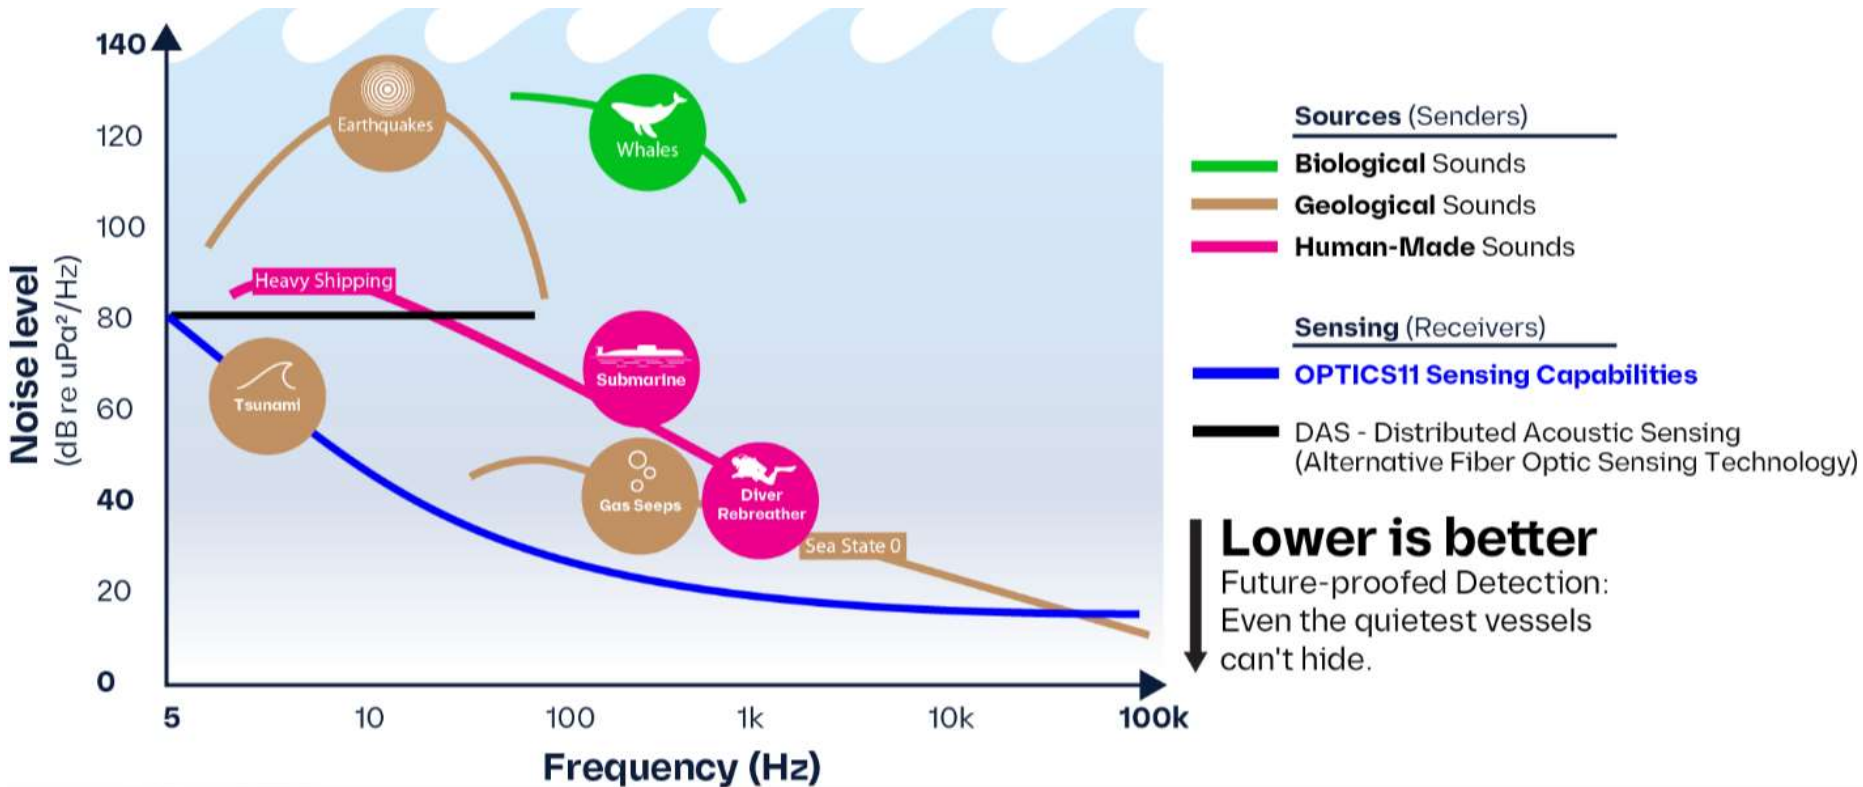 140
120
100
80
60
40
20
0
Noise level
(dB re uPa²/Hz)
Earthquakes
Whales
Heavy Shipping
Tsunami
Submarine
Gas Seeps
Diver
Rebreather
Sea State 0
5
10
100
1k
10k
100k
Frequency (Hz)
Sources (Senders)
Biological Sounds
Geological Sounds
Human-Made Sounds
Sensing (Receivers)
OPTICS11 Sensing Capabilities
DAS - Distributed Acoustic Sensing
(Alternative Fiber Optic Sensing Technology)
Lower is better
Future-proofed Detection:
Even the quietest vessels
can't hide.